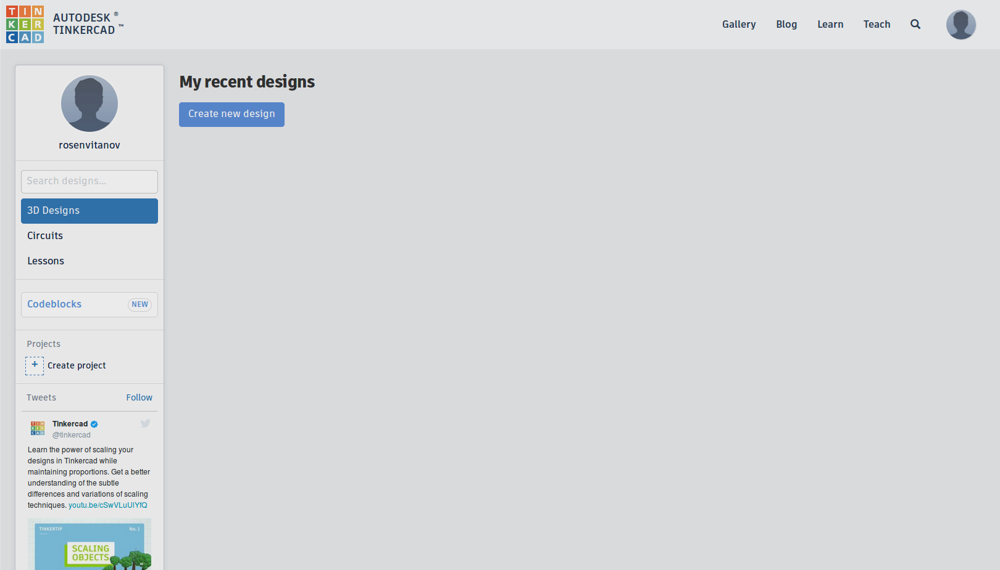 TIN
KER
CAD
AUTODESK ®
TINKERCAD ™
Gallery
Blog
Learn
Teach
rosenvitanov
Search designs...
3D Designs
Circuits
Lessons
Codeblocks
NEW
Projects
+ Create project
Tweets
Follow
TIN
KER
CAD
Tinkercad
@tinkercad
Learn the power of scaling your
designs in Tinkercad while
maintaining proportions. Get a better
understanding of the subtle
differences and variations of scaling
techniques. youtu.be/cSwVLuUIYfQ
TINKERTIP
No. 1
SCALING
OBJECTS
My recent designs
Create new design